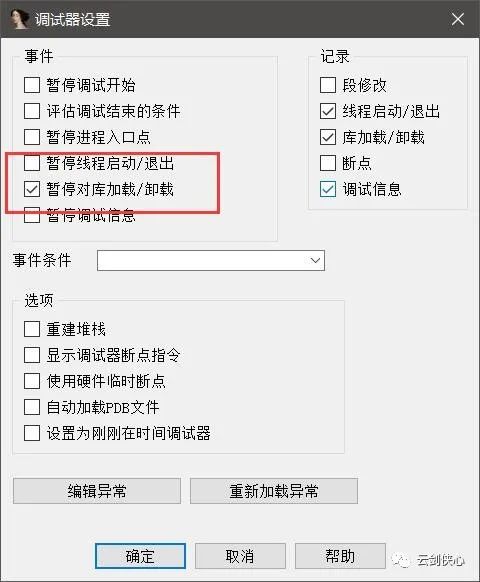 调试器设置
事件
暂停调试开始
评估调试结束的条件
暂停进程入口点
暂停线程启动/退出
暂停对库加载/卸载
暂停调试信息
记录
段修改
线程启动/退出
库加载/卸载
断点
调试信息
事件条件
选项
重建堆栈
显示调试器断点指令
使用硬件临时断点
自动加载PDB文件
设置为刚刚在时间调试器
编辑异常
重新加载异常
确定
取消
帮助
云剑侠心